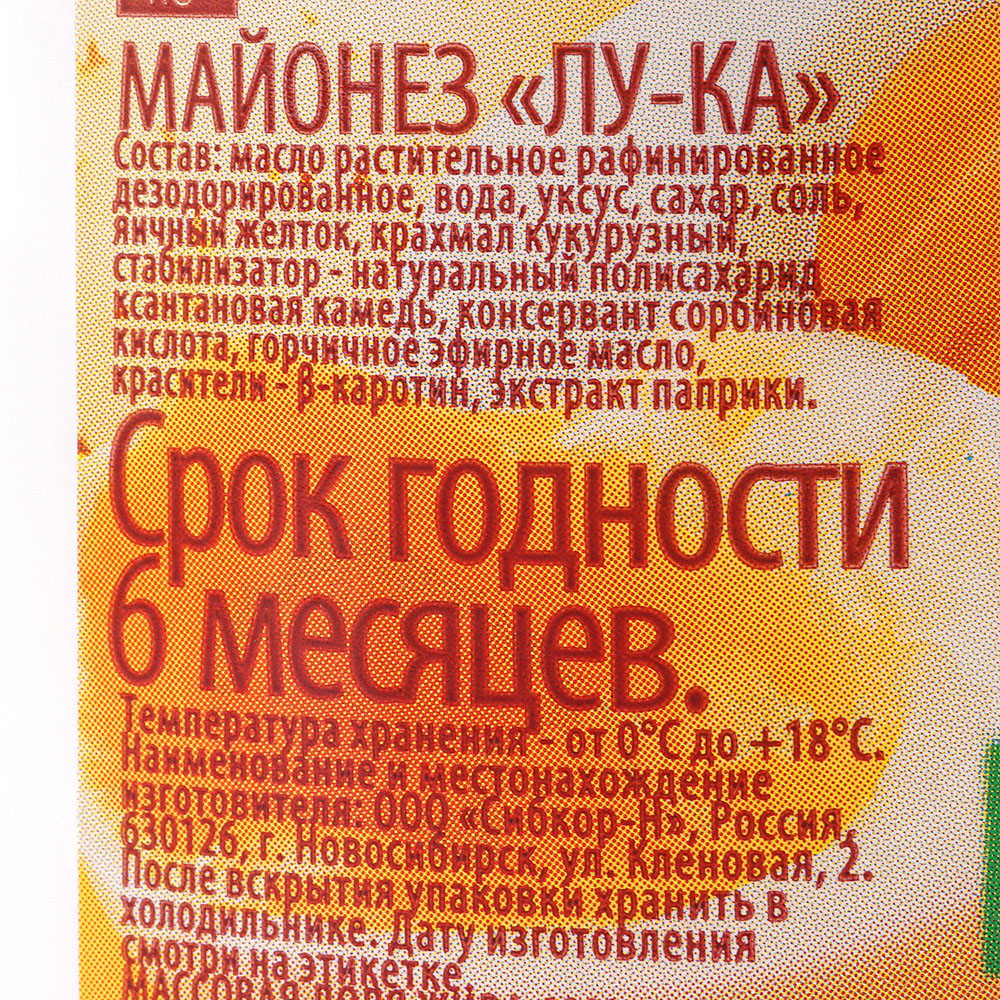 МАЙОНЕЗ «ЛУ-КА»
Состав: масло растительное рафинированное
дезодорированное, вода, уксус, сахар, соль,
яичный желток, крахмал кукурузный,
стабилизатор - натуральный полисахарид
ксантановая камедь, консервант сорбиновая
кислота, горчичное эфирное масло,
красители - β-каротин, экстракт паприки.
Срок годности
6 месяцев.
Температура хранения - от 0°С до +18°С.
Наименование и местонахождение
изготовителя: ООО «Сибкор-Н», Россия,
630126, г. Новосибирск, ул. Кленовая, 2.
После вскрытия упаковки хранить в
холодильнике. Дату изготовления
смотри на этикетке.
МАССОВАЯ ДОЛЯ